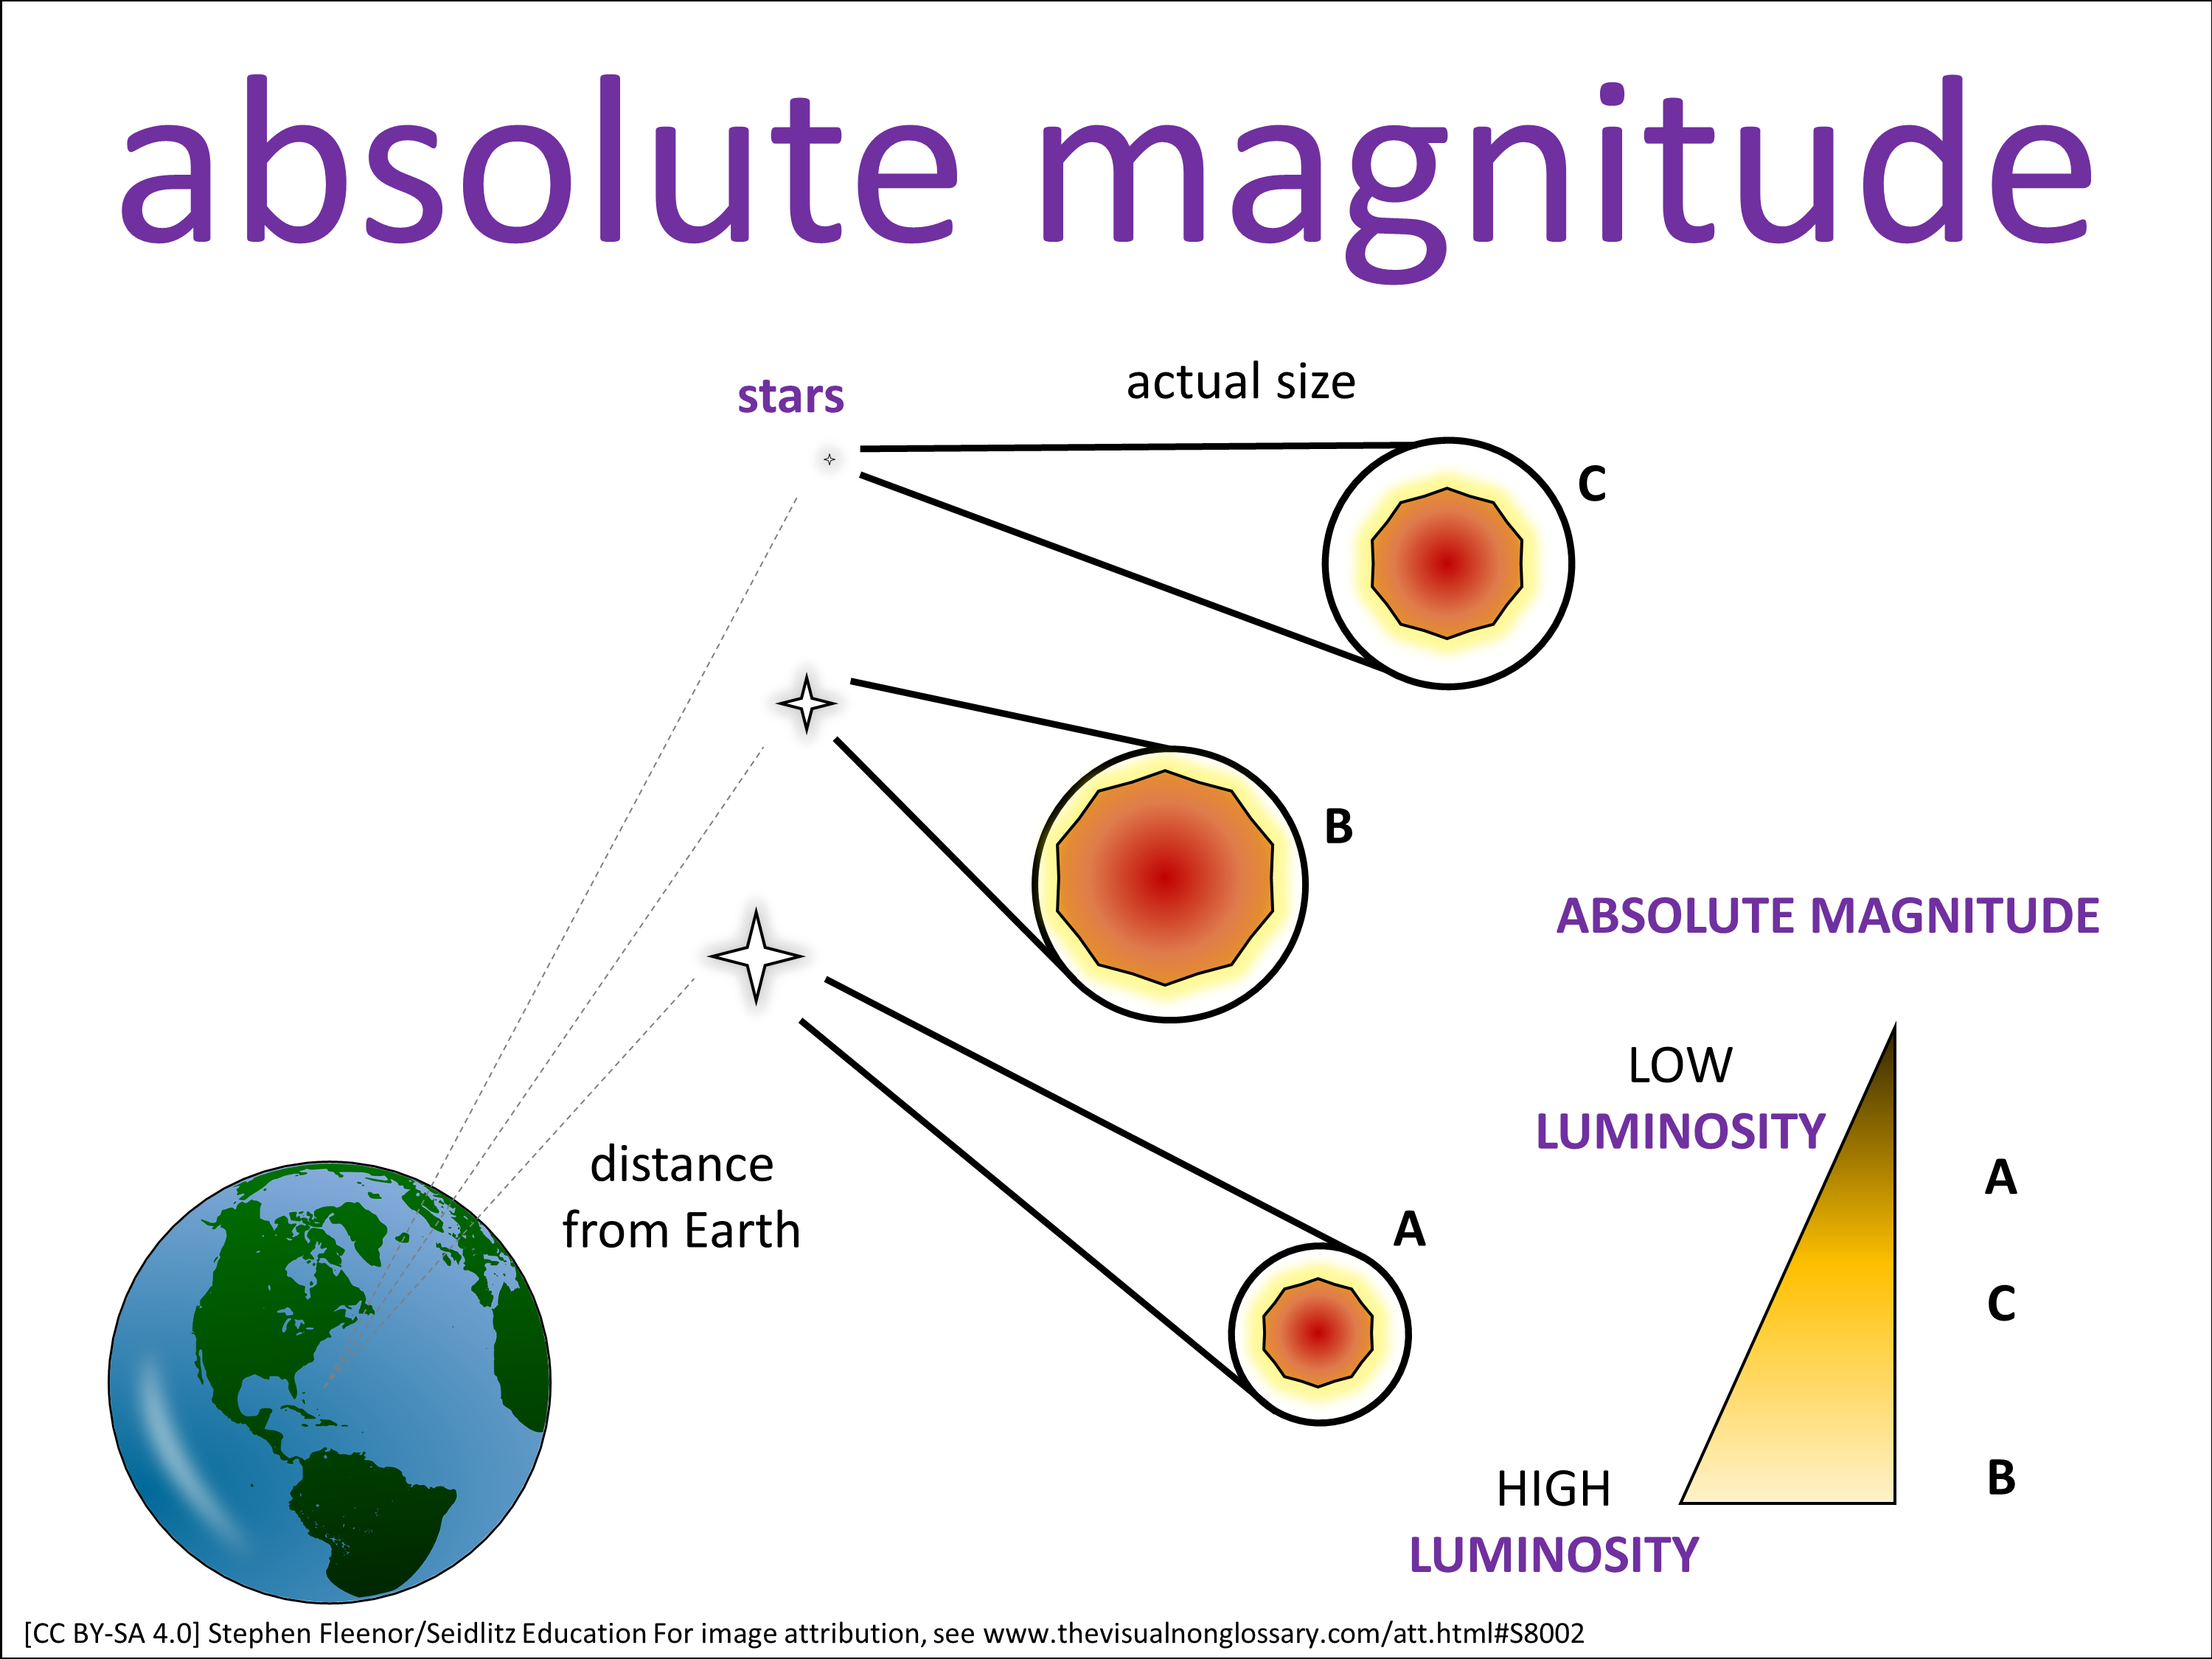 absolute magnitude
stars
actual size
C
B
ABSOLUTE MAGNITUDE
LOW
LUMINOSITY
distance
from Earth
A
A
C
B
HIGH
LUMINOSITY
[CC BY-SA 4.0] Stephen Fleenor/Seidlitz Education For image attribution, see www.thevisualnonglossary.com/att.html#S8002